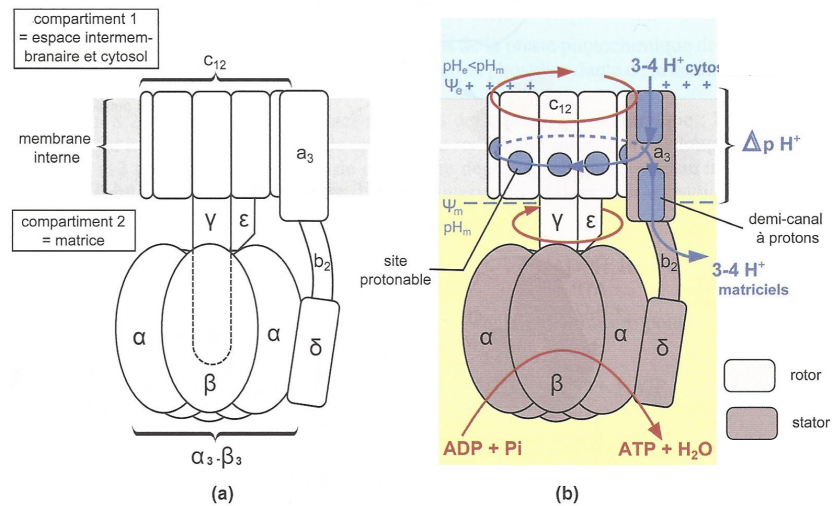 compartiment 1
= espace intermem-
branaire et cytosol
c12
membrane
interne
a3
compartiment 2
= matrice
γ
ε
b2
α
α
β
δ
α3-β3
(a)
pHe<pHm
Ψe + + +
3-4 H+ cytos
+ + + +
c12
a3
Δp H+
Ψm
pHm
γ
ε
demi-canal
à protons
site
protonable
b2
3-4 H+
matriciels
α
α
β
δ
rotor
stator
ADP + Pi
ATP + H2O
(b)